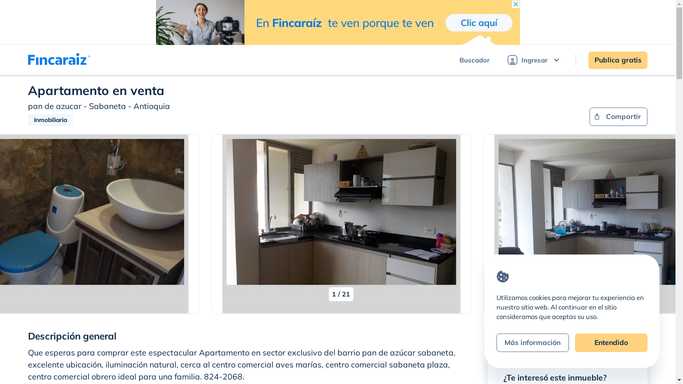 En Fincaraíz te ven porque te ven
Clic aquí
Fincaraíz
Buscador
Ingresar
Publica gratis
Apartamento en venta
pan de azucar - Sabaneta - Antioquia
Inmobiliaria
Compartir
1 / 21
Utilizamos cookies para mejorar tu experiencia en
nuestro sitio web. Al continuar en el sitio
consideramos que aceptas su uso.
Más información
Entendido
Descripción general
Que esperas para comprar este espectacular Apartamento en sector exclusivo del barrio pan de azúcar sabaneta,
excelente ubicación, iluminación natural, cerca al centro comercial aves marías, centro comercial sabaneta plaza,
centro comercial obrero ideal para una familia. 824-2068.
¿Te interesó este inmueble?